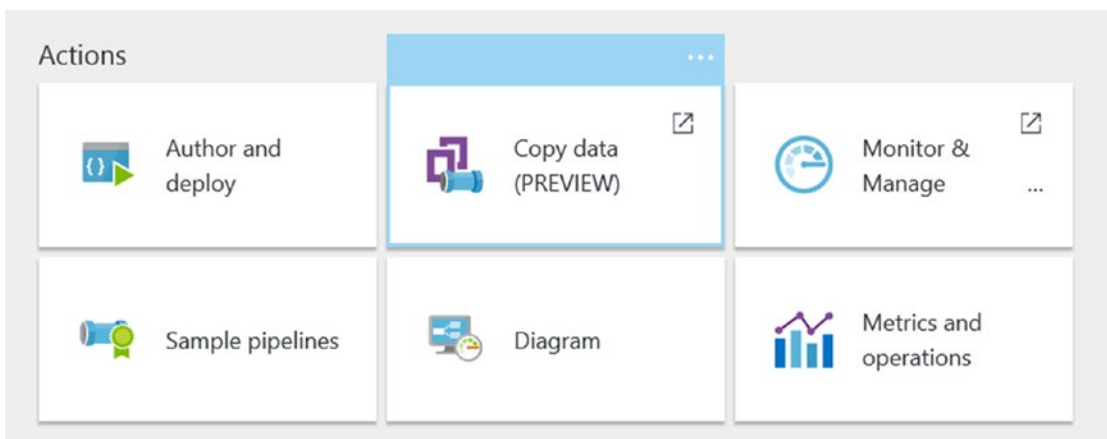 Actions
...
Author and
deploy
Copy data
(PREVIEW)
Monitor &
Manage
...
Sample pipelines
Diagram
Metrics and
operations